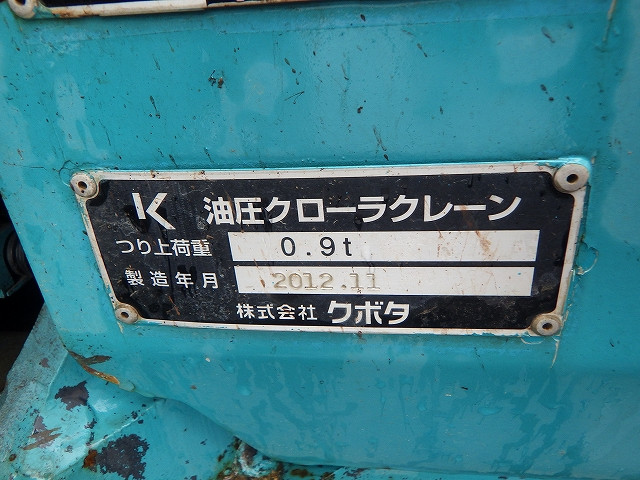 K 油圧クローラクレーン
つり上荷重 0.9t
製造年月 2012.11
株式会社 クボタ